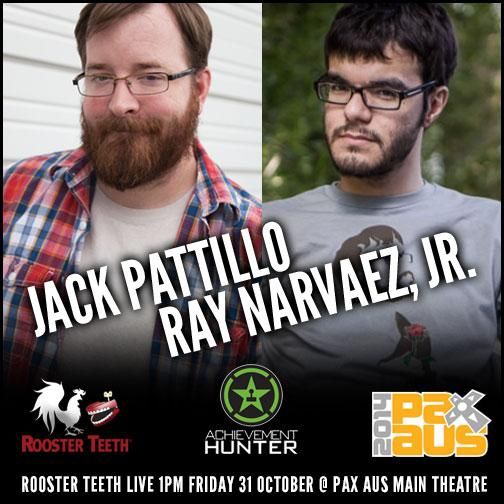 JACK PATTILLO
RAY NARVAEZ, JR.
ROOSTER TEETH
ACHIEVEMENT
HUNTER
2014
PAX
AUS
ROOSTER TEETH LIVE 1PM FRIDAY 31 OCTOBER @ PAX AUS MAIN THEATRE